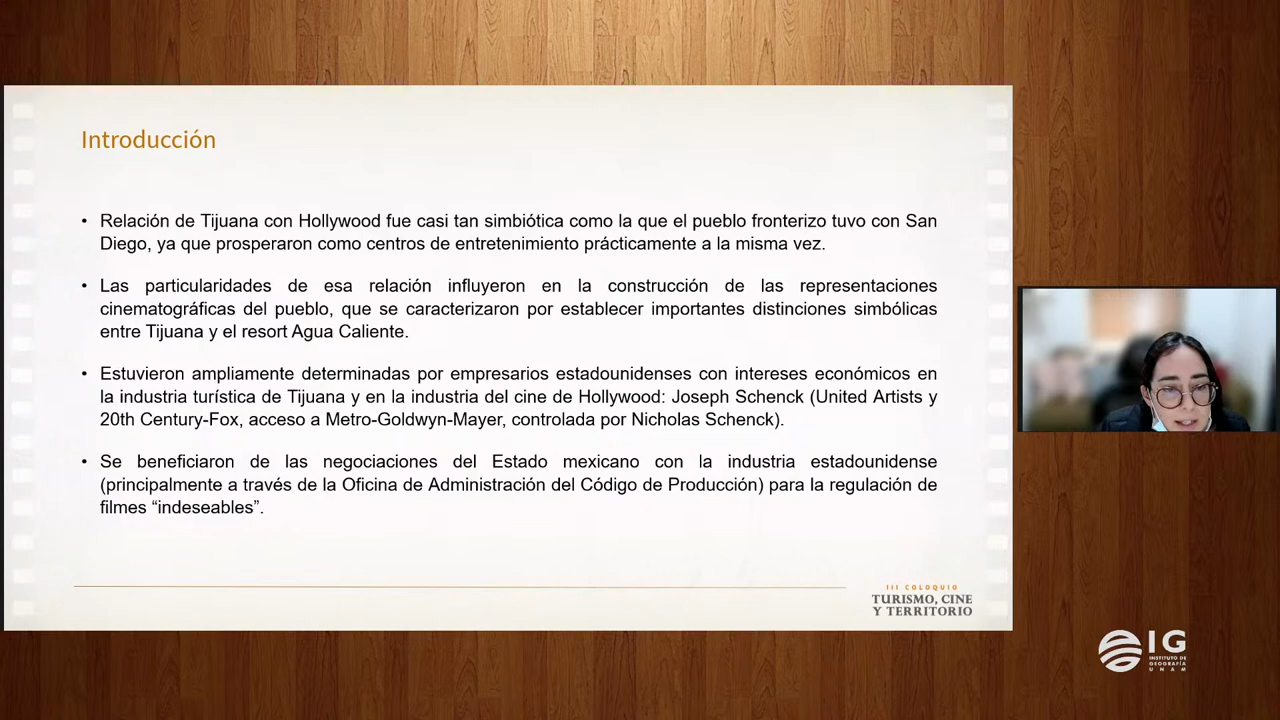 Introducción
• Relación de Tijuana con Hollywood fue casi tan simbiótica como la que el pueblo fronterizo tuvo con San
Diego, ya que prosperaron como centros de entretenimiento prácticamente a la misma vez.
• Las particularidades de esa relación influyeron en la construcción de las representaciones
cinematográficas del pueblo, que se caracterizaron por establecer importantes distinciones simbólicas
entre Tijuana y el resort Agua Caliente.
• Estuvieron ampliamente determinadas por empresarios estadounidenses con intereses económicos en
la industria turística de Tijuana y en la industria del cine de Hollywood: Joseph Schenck (United Artists y
20th Century-Fox, acceso a Metro-Goldwyn-Mayer, controlada por Nicholas Schenck).
• Se beneficiaron de las negociaciones del Estado mexicano con la industria estadounidense
(principalmente a través de la Oficina de Administración del Código de Producción) para la regulación de
filmes “indeseables”.
III COLOQUIO
TURISMO, CINE
Y TERRITORIO
IG
INSTITUTO DE
GEOGRAFÍA
UNAM